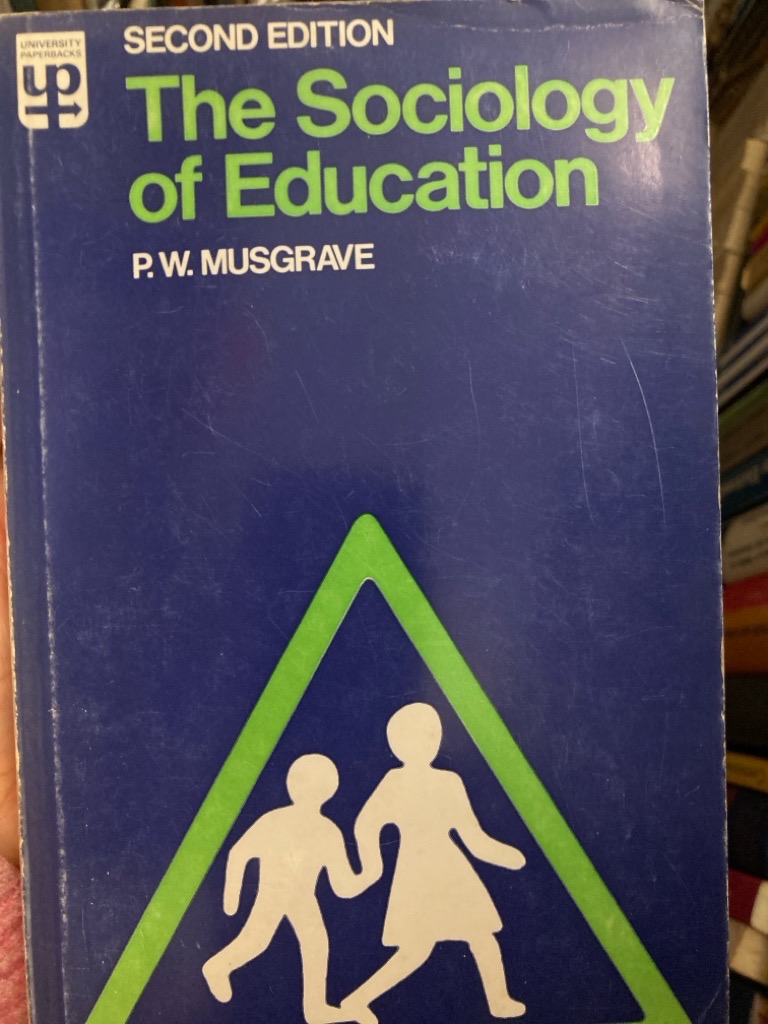 UNIVERSITY
PAPERBACKS
up
SECOND EDITION
The Sociology
of Education
P. W. MUSGRAVE